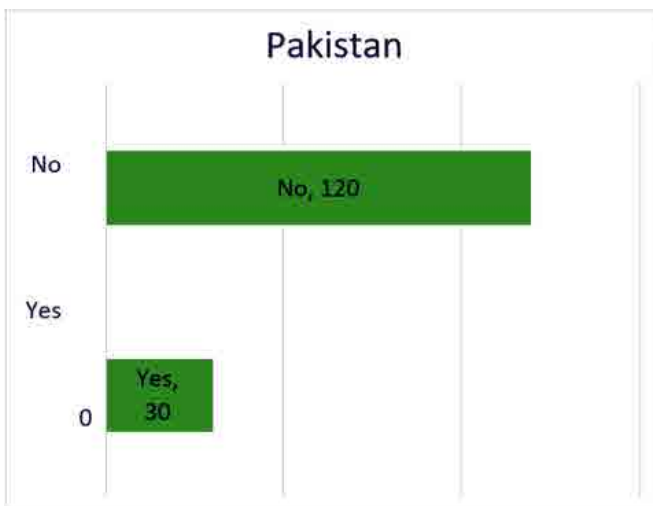 Pakistan
No
No, 120
Yes
Yes,
30
0